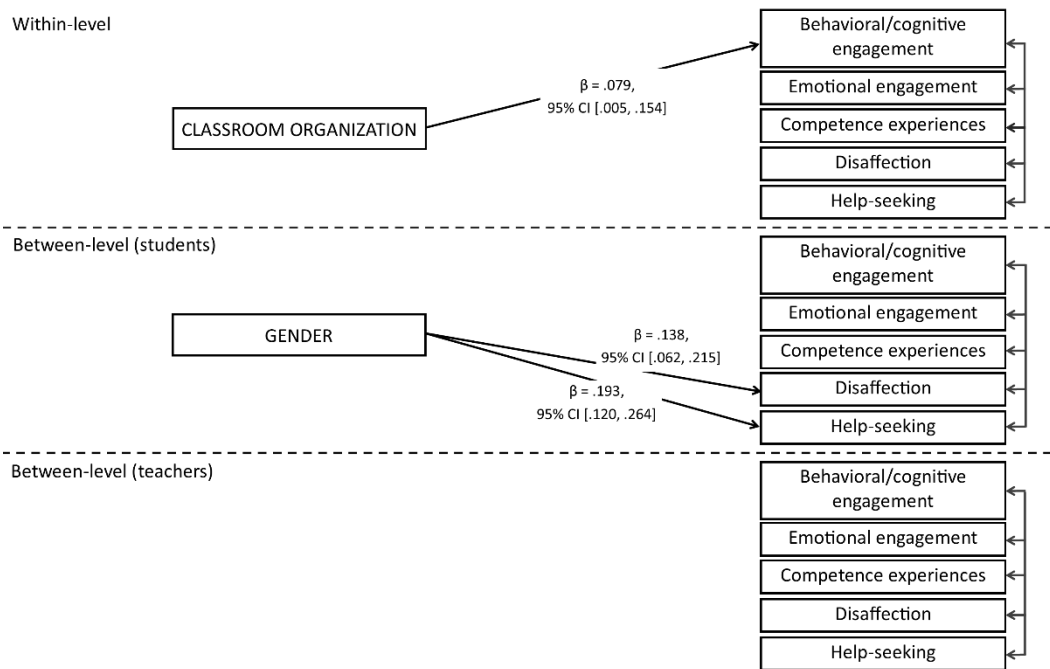 Within-level
Behavioral/cognitive
engagement
β = .079,
95% CI [.005, .154]
Emotional engagement
CLASSROOM ORGANIZATION
Competence experiences
Disaffection
Help-seeking
Between-level (students)
Behavioral/cognitive
engagement
Emotional engagement
GENDER
β = .138,
95% CI [.062, .215]
Competence experiences
Disaffection
β = .193,
95% CI [.120, .264]
Help-seeking
Between-level (teachers)
Behavioral/cognitive
engagement
Emotional engagement
Competence experiences
Disaffection
Help-seeking